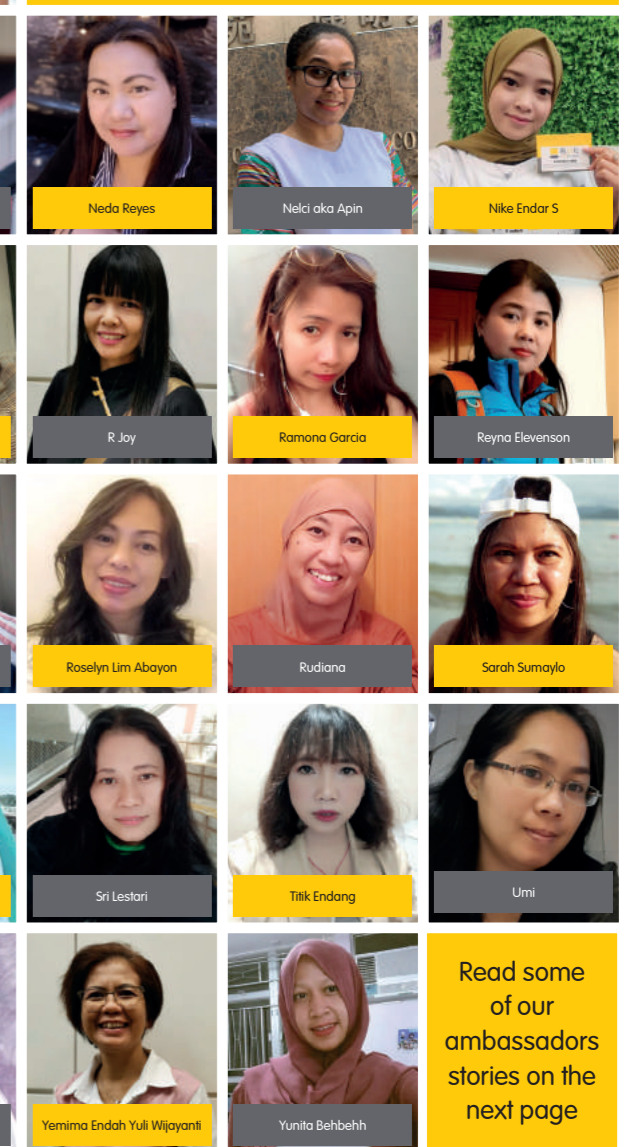 Neda Reyes
Nelci aka Apin
Nike Endar S
R Joy
Ramona Garcia
Reyna Elevenson
Roselyn Lim Abayon
Rudiana
Sarah Sumaylo
Sri Lestari
Titik Endang
Umi
Yemima Endah Yuli Wijayanti
Yunita Behbehh
Read some
of our
ambassadors
stories on the
next page